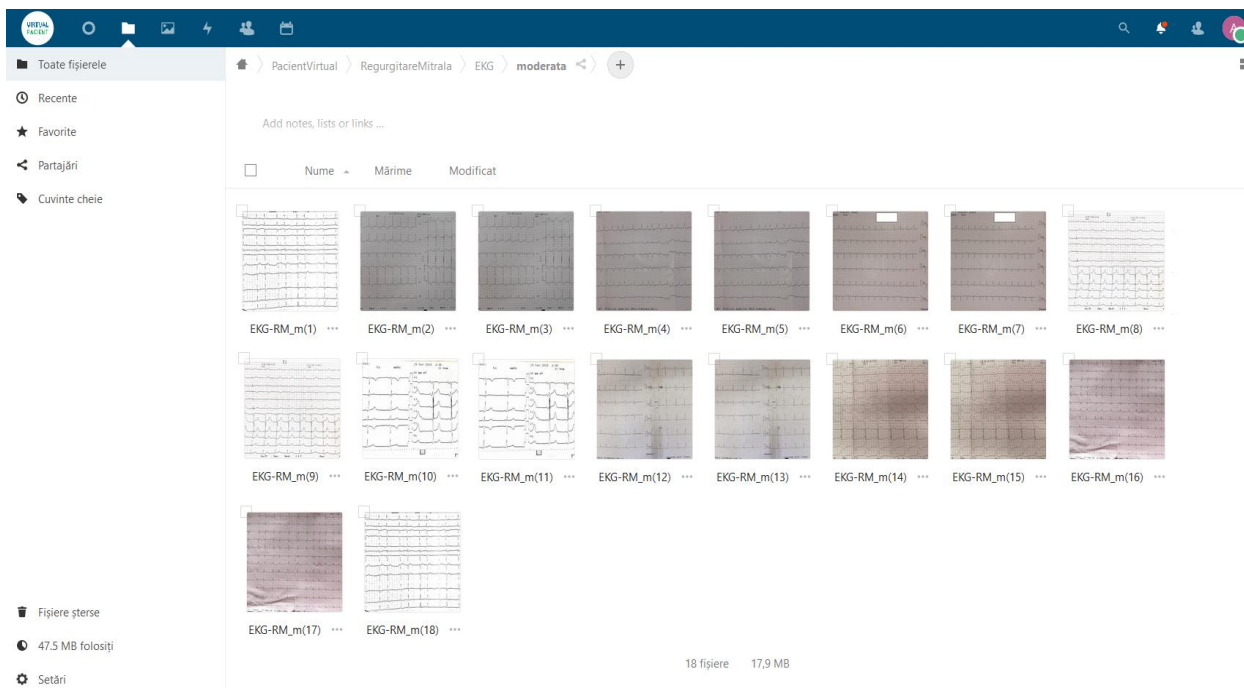 VIRTUAL
PACIENT
Toate fișierele
PacientVirtual
RegurgitareMitrala
EKG
moderata
+
Recente
Favorite
Partajări
Cuvinte cheie
Add notes, lists or links ...
Nume
Mărime
Modificat
EKG-RM_m(1) ...
EKG-RM_m(2) ...
EKG-RM_m(3) ...
EKG-RM_m(4) ...
EKG-RM_m(5) ...
EKG-RM_m(6) ...
EKG-RM_m(7) ...
EKG-RM_m(8) ...
EKG-RM_m(9) ...
EKG-RM_m(10) ...
EKG-RM_m(11) ...
EKG-RM_m(12) ...
EKG-RM_m(13) ...
EKG-RM_m(14) ...
EKG-RM_m(15) ...
EKG-RM_m(16) ...
EKG-RM_m(17) ...
EKG-RM_m(18) ...
18 fișiere
17,9 MB
Fișiere șterse
47.5 MB folosiți
Setări